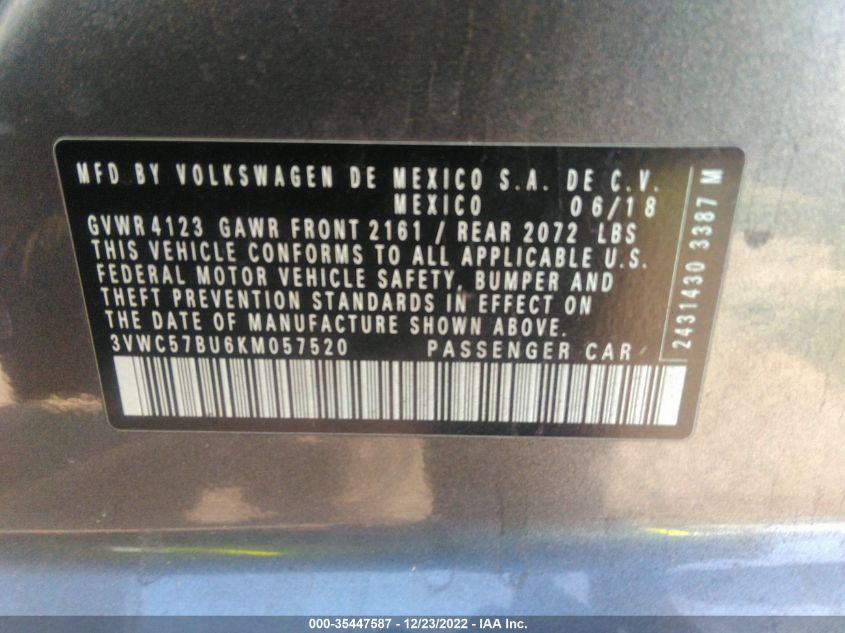 MFD BY VOLKSWAGEN DE MEXICO S.A. DE C.V.
MEXICO 06/18
GVWR 4123 GAWR FRONT 2161 / REAR 2072 LBS
THIS VEHICLE CONFORMS TO ALL APPLICABLE U.S.
FEDERAL MOTOR VEHICLE SAFETY, BUMPER AND
THEFT PREVENTION STANDARDS IN EFFECT ON
THE DATE OF MANUFACTURE SHOWN ABOVE.
3VWC57BU6KM057520 PASSENGER CAR
2431430 3387 M
000-35447587 - 12/23/2022 - IAA Inc.